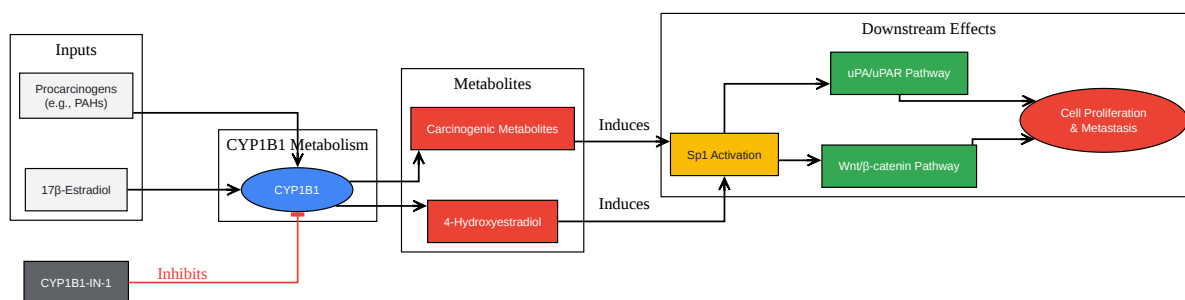 Inputs
Procarcinogens
(e.g., PAHs)
17β-Estradiol
CYP1B1-IN-1
Inhibits
CYP1B1 Metabolism
CYP1B1
Metabolites
Carcinogenic Metabolites
4-Hydroxyestradiol
Induces
Induces
Downstream Effects
Sp1 Activation
uPA/uPAR Pathway
Wnt/β-catenin Pathway
Cell Proliferation
& Metastasis